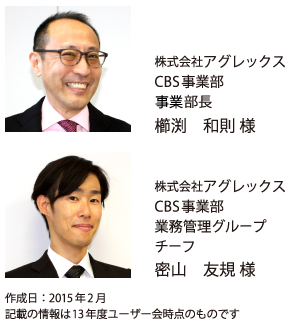 株式会社アグレックス
CBS事業部
事業部長
櫛渕　和則 様
株式会社アグレックス
CBS事業部
業務管理グループ
チーフ
密山　友規 様
作成日：2015年2月
記載の情報は13年度ユーザー会時点のものです